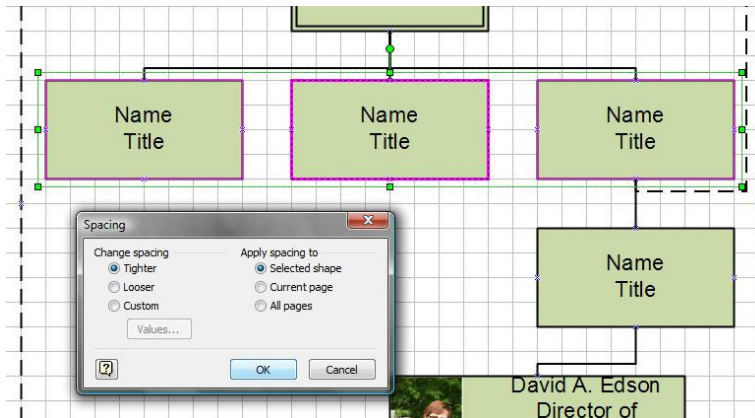 Name
Title
Name
Title
Name
Title
Spacing
Change spacing
Tighter
Looser
Custom
Values...
Apply spacing to
Selected shape
Current page
All pages
?
OK
Cancel
Name
Title
David A. Edson
Director of